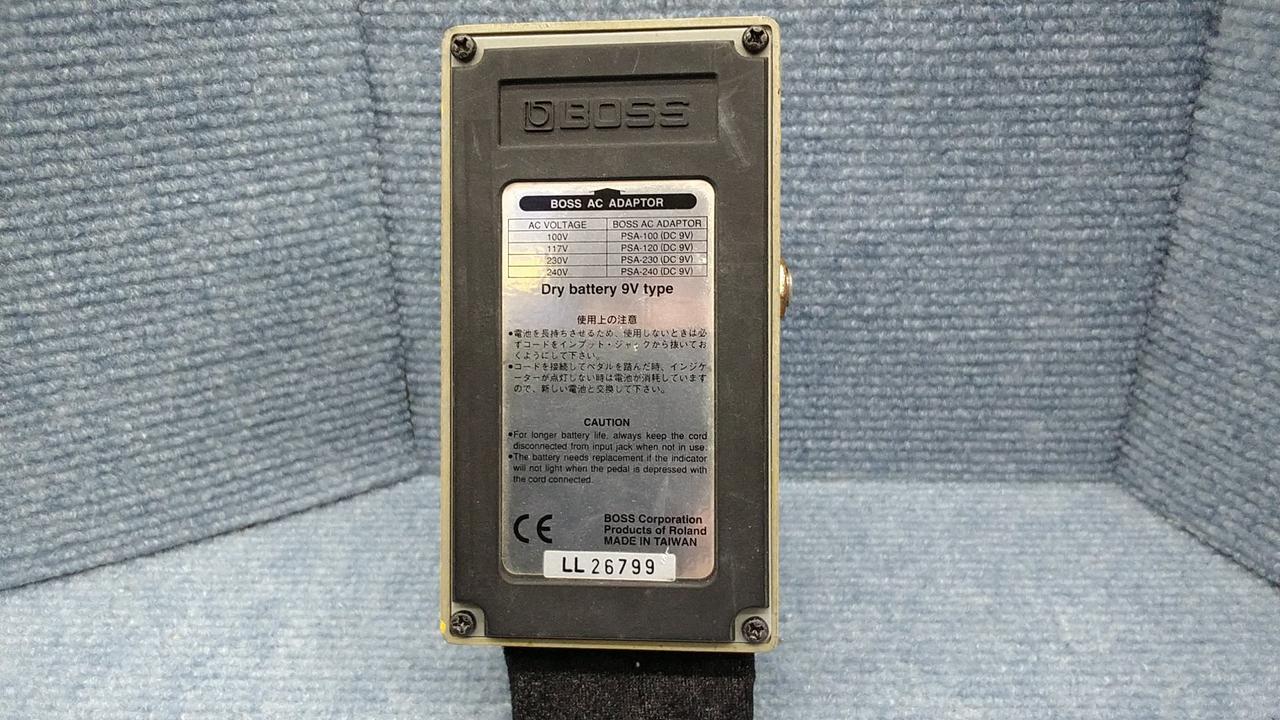 BOSS
BOSS AC ADAPTOR
AC VOLTAGE BOSS AC ADAPTOR
100V PSA-100 (DC 9V)
117V PSA-120 (DC 9V)
230V PSA-230 (DC 9V)
240V PSA-240 (DC 9V)
Dry battery 9V type
使用上の注意
●電池を長持ちさせるため、使用しないときは必
ずコードをインプット・ジャックから抜いてお
くようにして下さい。
●コードを接続してペダルを踏んだ時、インジケ
ーターが点灯しない時は電池が消耗しています
ので、新しい電池と交換して下さい。
CAUTION
●For longer battery life, always keep the cord
disconnected from input jack when not in use.
●The battery needs replacement if the indicator
will not light when the pedal is depressed with
the cord connected.
CE
BOSS Corporation
Products of Roland
MADE IN TAIWAN
LL 26799